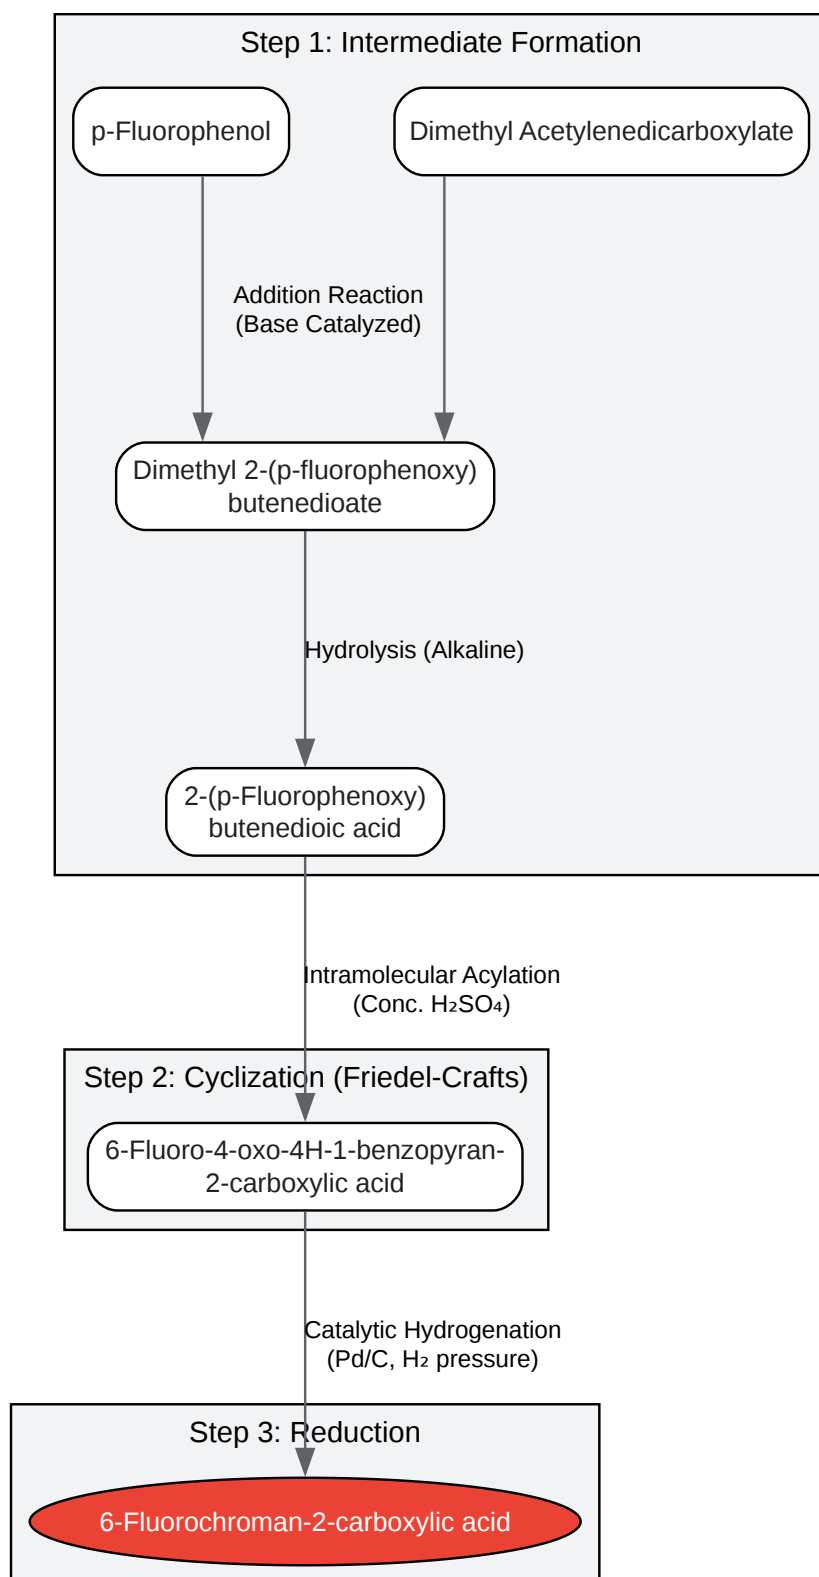 Step 1: Intermediate Formation
p-Fluorophenol
Dimethyl Acetylenedicarboxylate
Addition Reaction
(Base Catalyzed)
Dimethyl 2-(p-fluorophenoxy)
butenedioate
Hydrolysis (Alkaline)
2-(p-Fluorophenoxy)
butenedioic acid
Intramolecular Acylation
(Conc. H₂SO₄)
Step 2: Cyclization (Friedel-Crafts)
6-Fluoro-4-oxo-4H-1-benzopyran-
2-carboxylic acid
Catalytic Hydrogenation
(Pd/C, H₂ pressure)
Step 3: Reduction
6-Fluorochroman-2-carboxylic acid